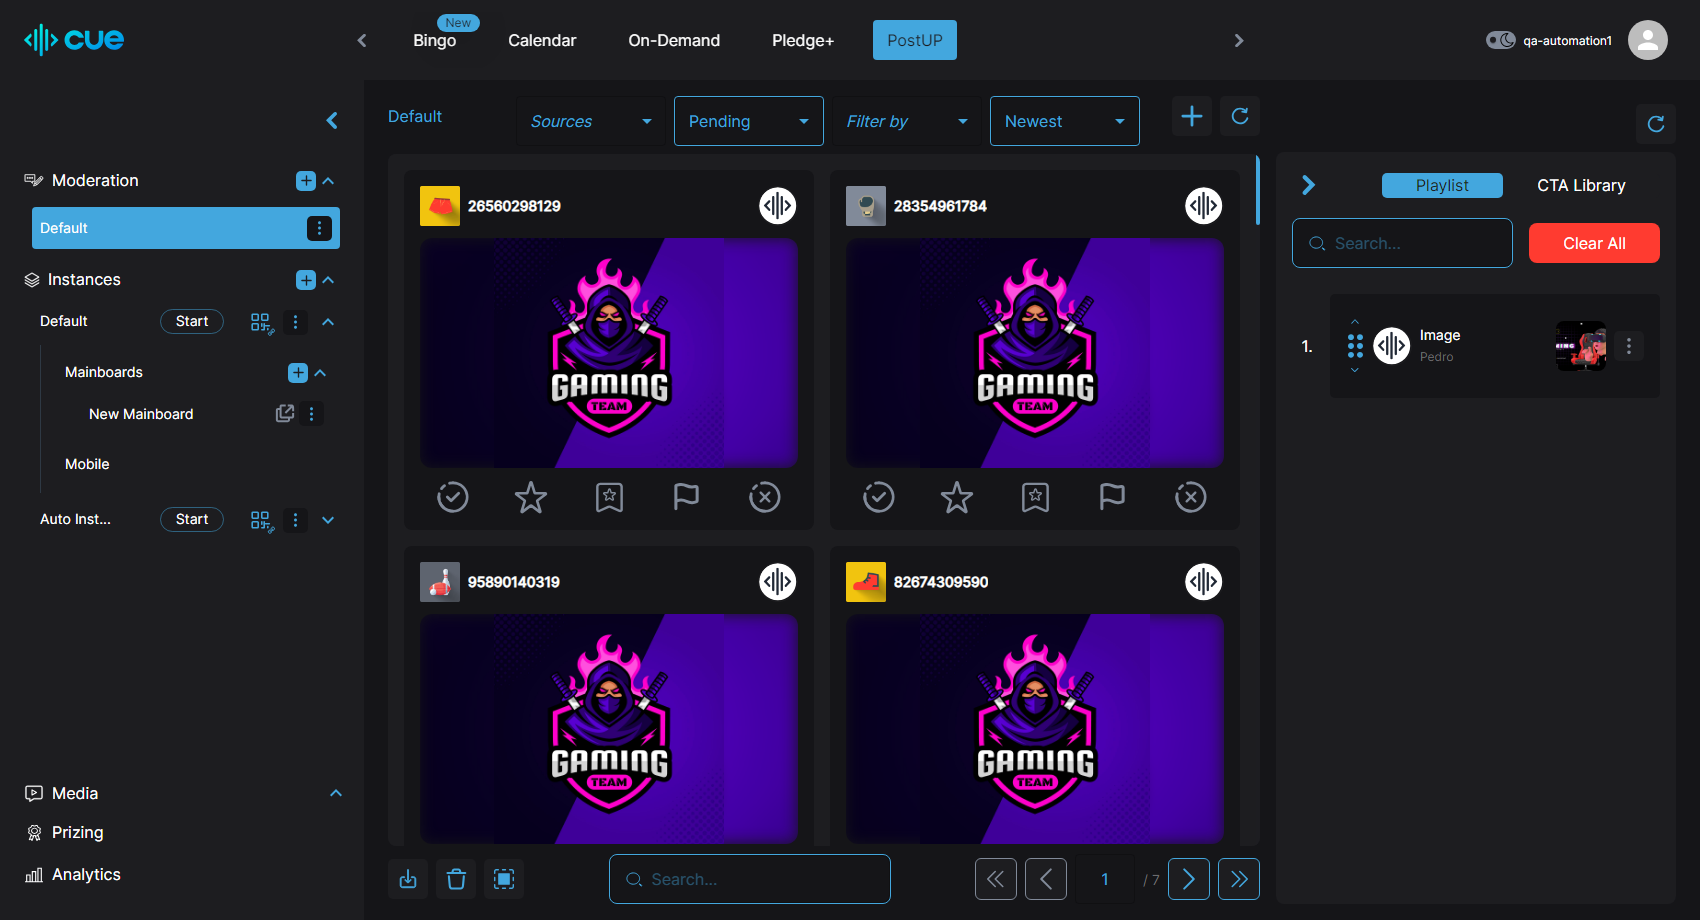 cue
New
Bingo
Calendar
On-Demand
Pledge+
PostUP
qa-automation1
Default
Sources
Pending
Filter by
Newest
Moderation
Default
Instances
Default
Start
Mainboards
New Mainboard
Mobile
Auto Inst...
Start
Media
Prizing
Analytics
26560298129
GAMING
TEAM
28354961784
GAMING
TEAM
95890140319
GAMING
TEAM
82674309590
GAMING
TEAM
Search...
1
/ 7
Playlist
CTA Library
Search...
Clear All
1.
Image
Pedro
MING